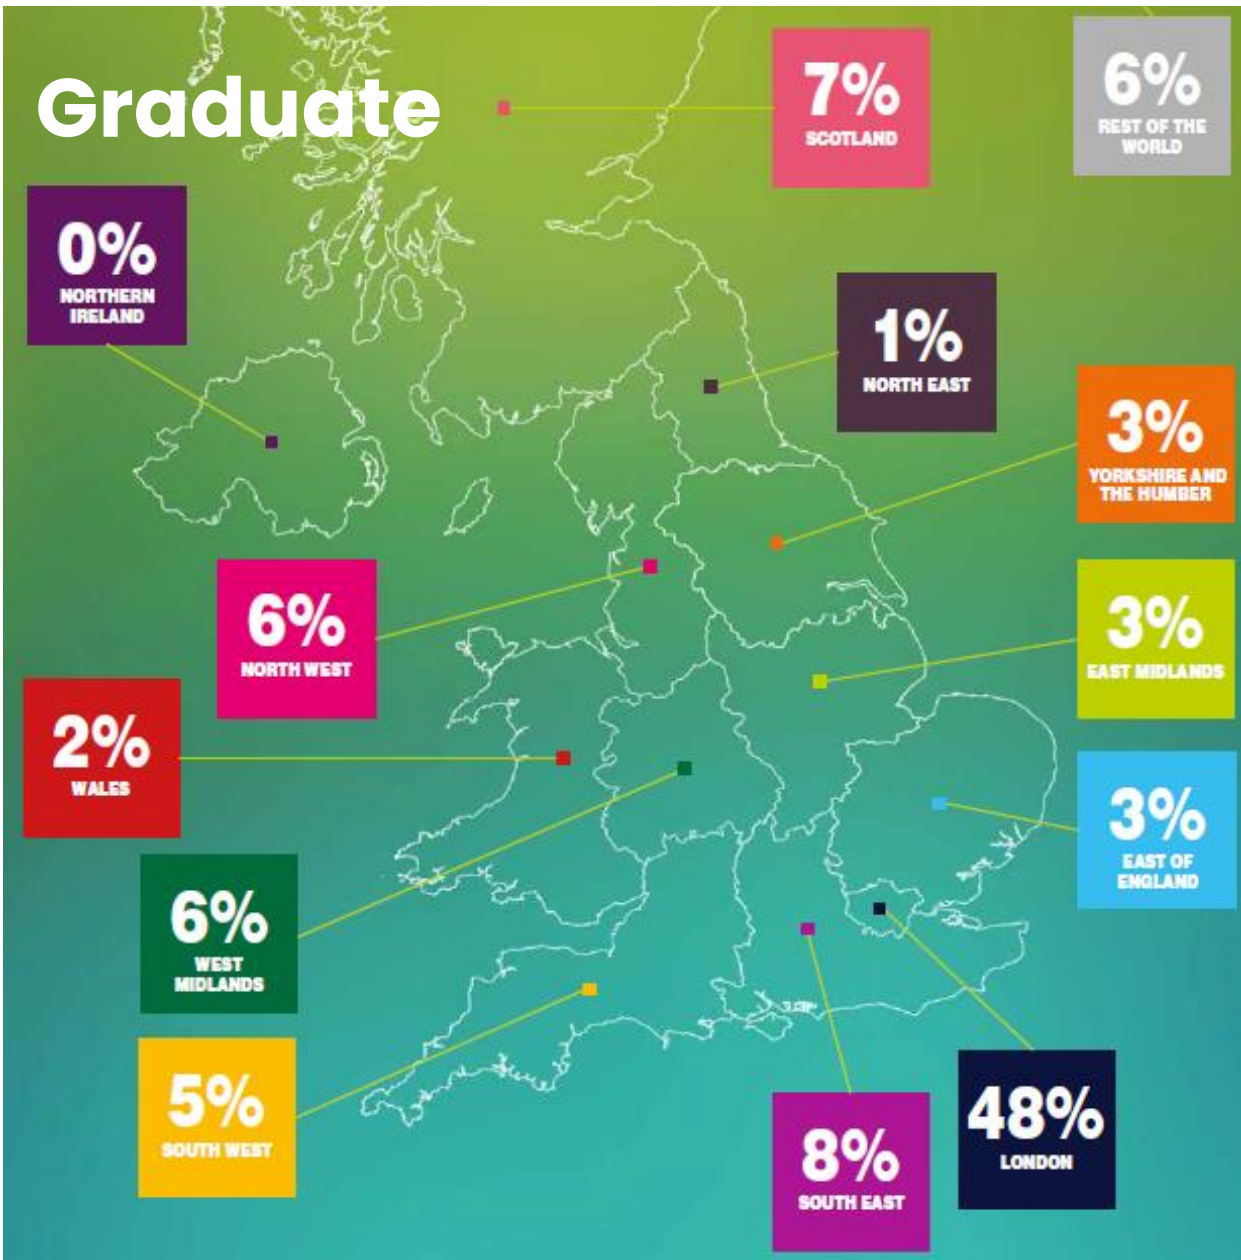 Graduate
7%
SCOTLAND
6%
REST OF THE
WORLD
0%
NORTHERN
IRELAND
1%
NORTH EAST
3%
YORKSHIRE AND
THE HUMBER
6%
NORTH WEST
3%
EAST MIDLANDS
2%
WALES
3%
EAST OF
ENGLAND
6%
WEST
MIDLANDS
5%
SOUTH WEST
8%
SOUTH EAST
48%
LONDON